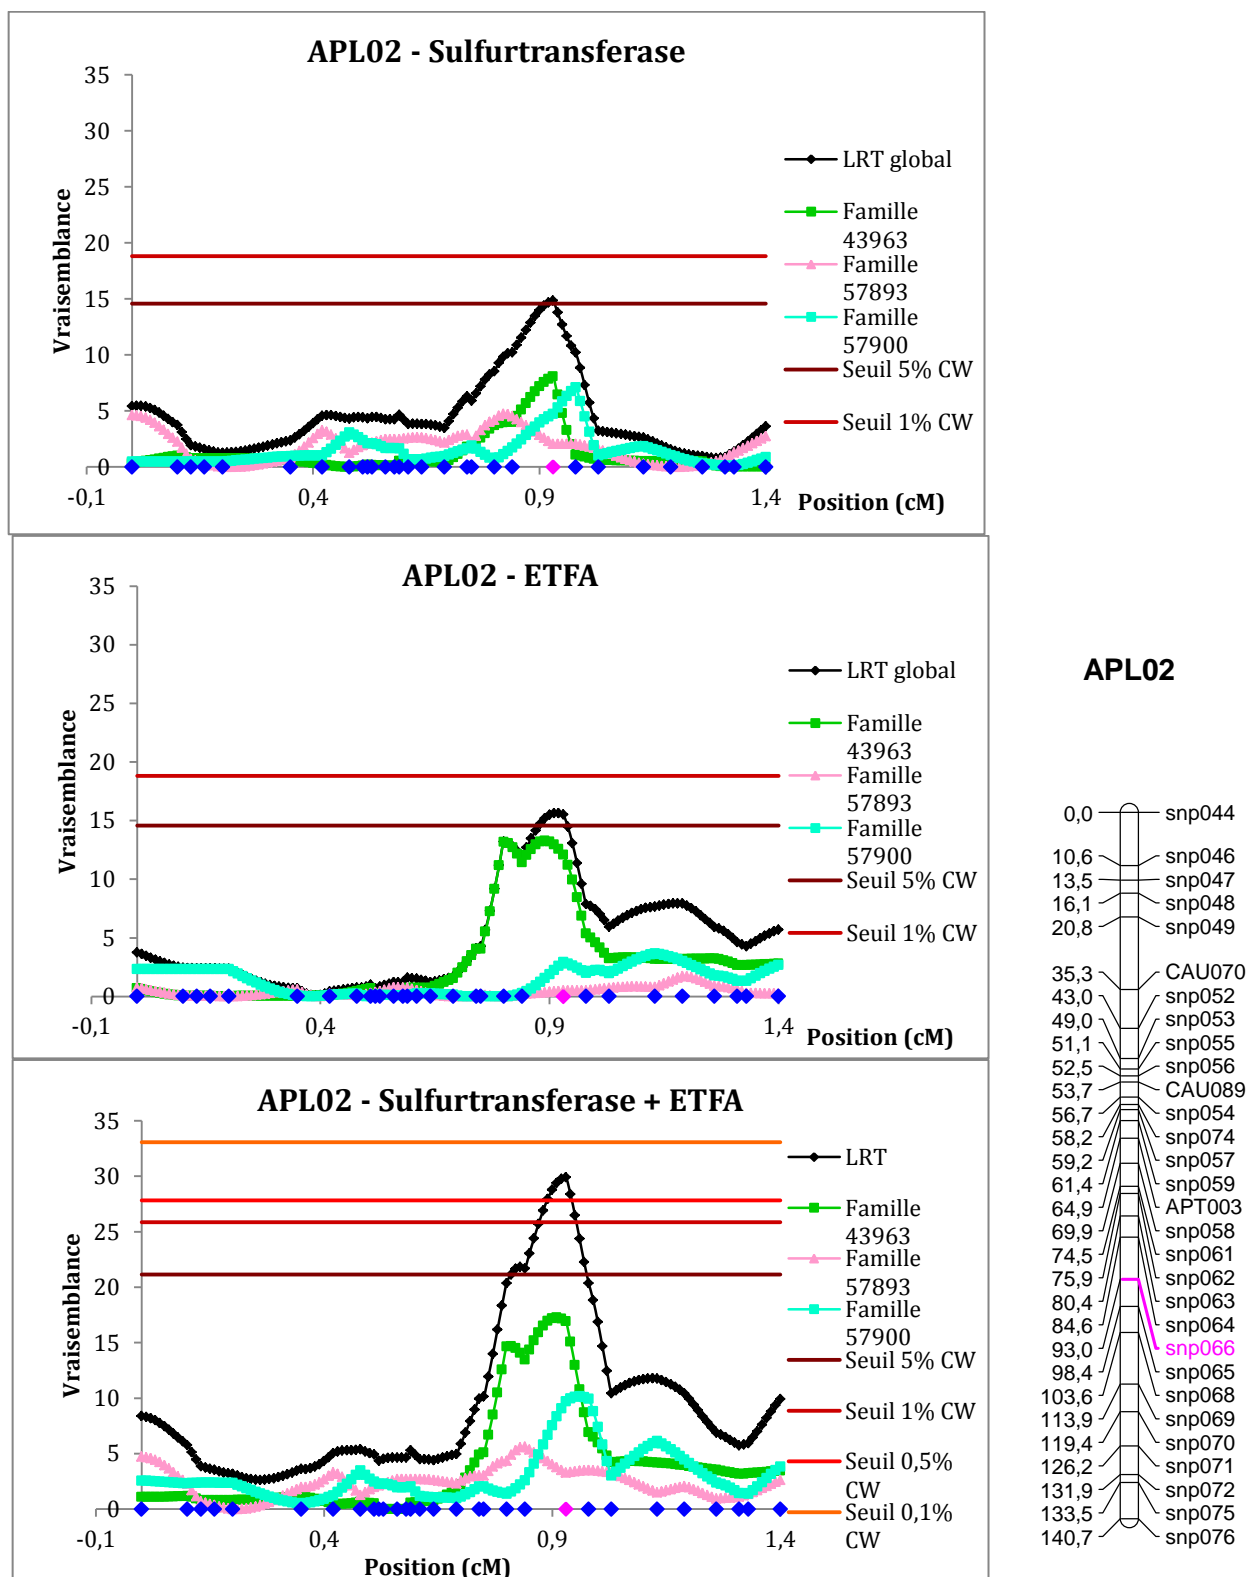 APL02 - Sulfurtransferase
35
30
25
20
15
10
5
0
Vraisemblance
-0,1
0,4
0,9
1,4
Position (cM)
LRT global
Famille
43963
Famille
57893
Famille
57900
Seuil 5% CW
Seuil 1% CW
APL02 - ETFA
35
30
25
20
15
10
5
0
Vraisemblance
-0,1
0,4
0,9
1,4
Position (cM)
LRT global
Famille
43963
Famille
57893
Famille
57900
Seuil 5% CW
Seuil 1% CW
APL02 - Sulfurtransferase + ETFA
35
30
25
20
15
10
5
0
Vraisemblance
-0,1
0,4
0,9
1,4
Position (cM)
LRT
Famille
43963
Famille
57893
Famille
57900
Seuil 5% CW
Seuil 1% CW
Seuil 0,5%
CW
Seuil 0,1%
CW
APL02
0,0 snp044
10,6 snp046
13,5 snp047
16,1 snp048
20,8 snp049
35,3 CAU070
43,0 snp052
49,0 snp053
51,1 snp055
52,5 snp056
53,7 CAU089
56,7 snp054
58,2 snp074
59,2 snp057
61,4 snp059
64,9 APT003
69,9 snp058
74,5 snp061
75,9 snp062
80,4 snp063
84,6 snp064
93,0 snp066
98,4 snp065
103,6 snp068
113,9 snp069
119,4 snp070
126,2 snp071
131,9 snp072
133,5 snp075
140,7 snp076